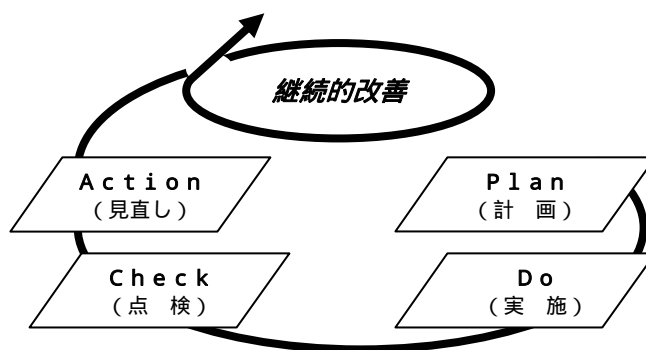 継続的改善
Action
(見直し)
Plan
(計 画)
Check
(点 検)
Do
(実 施)